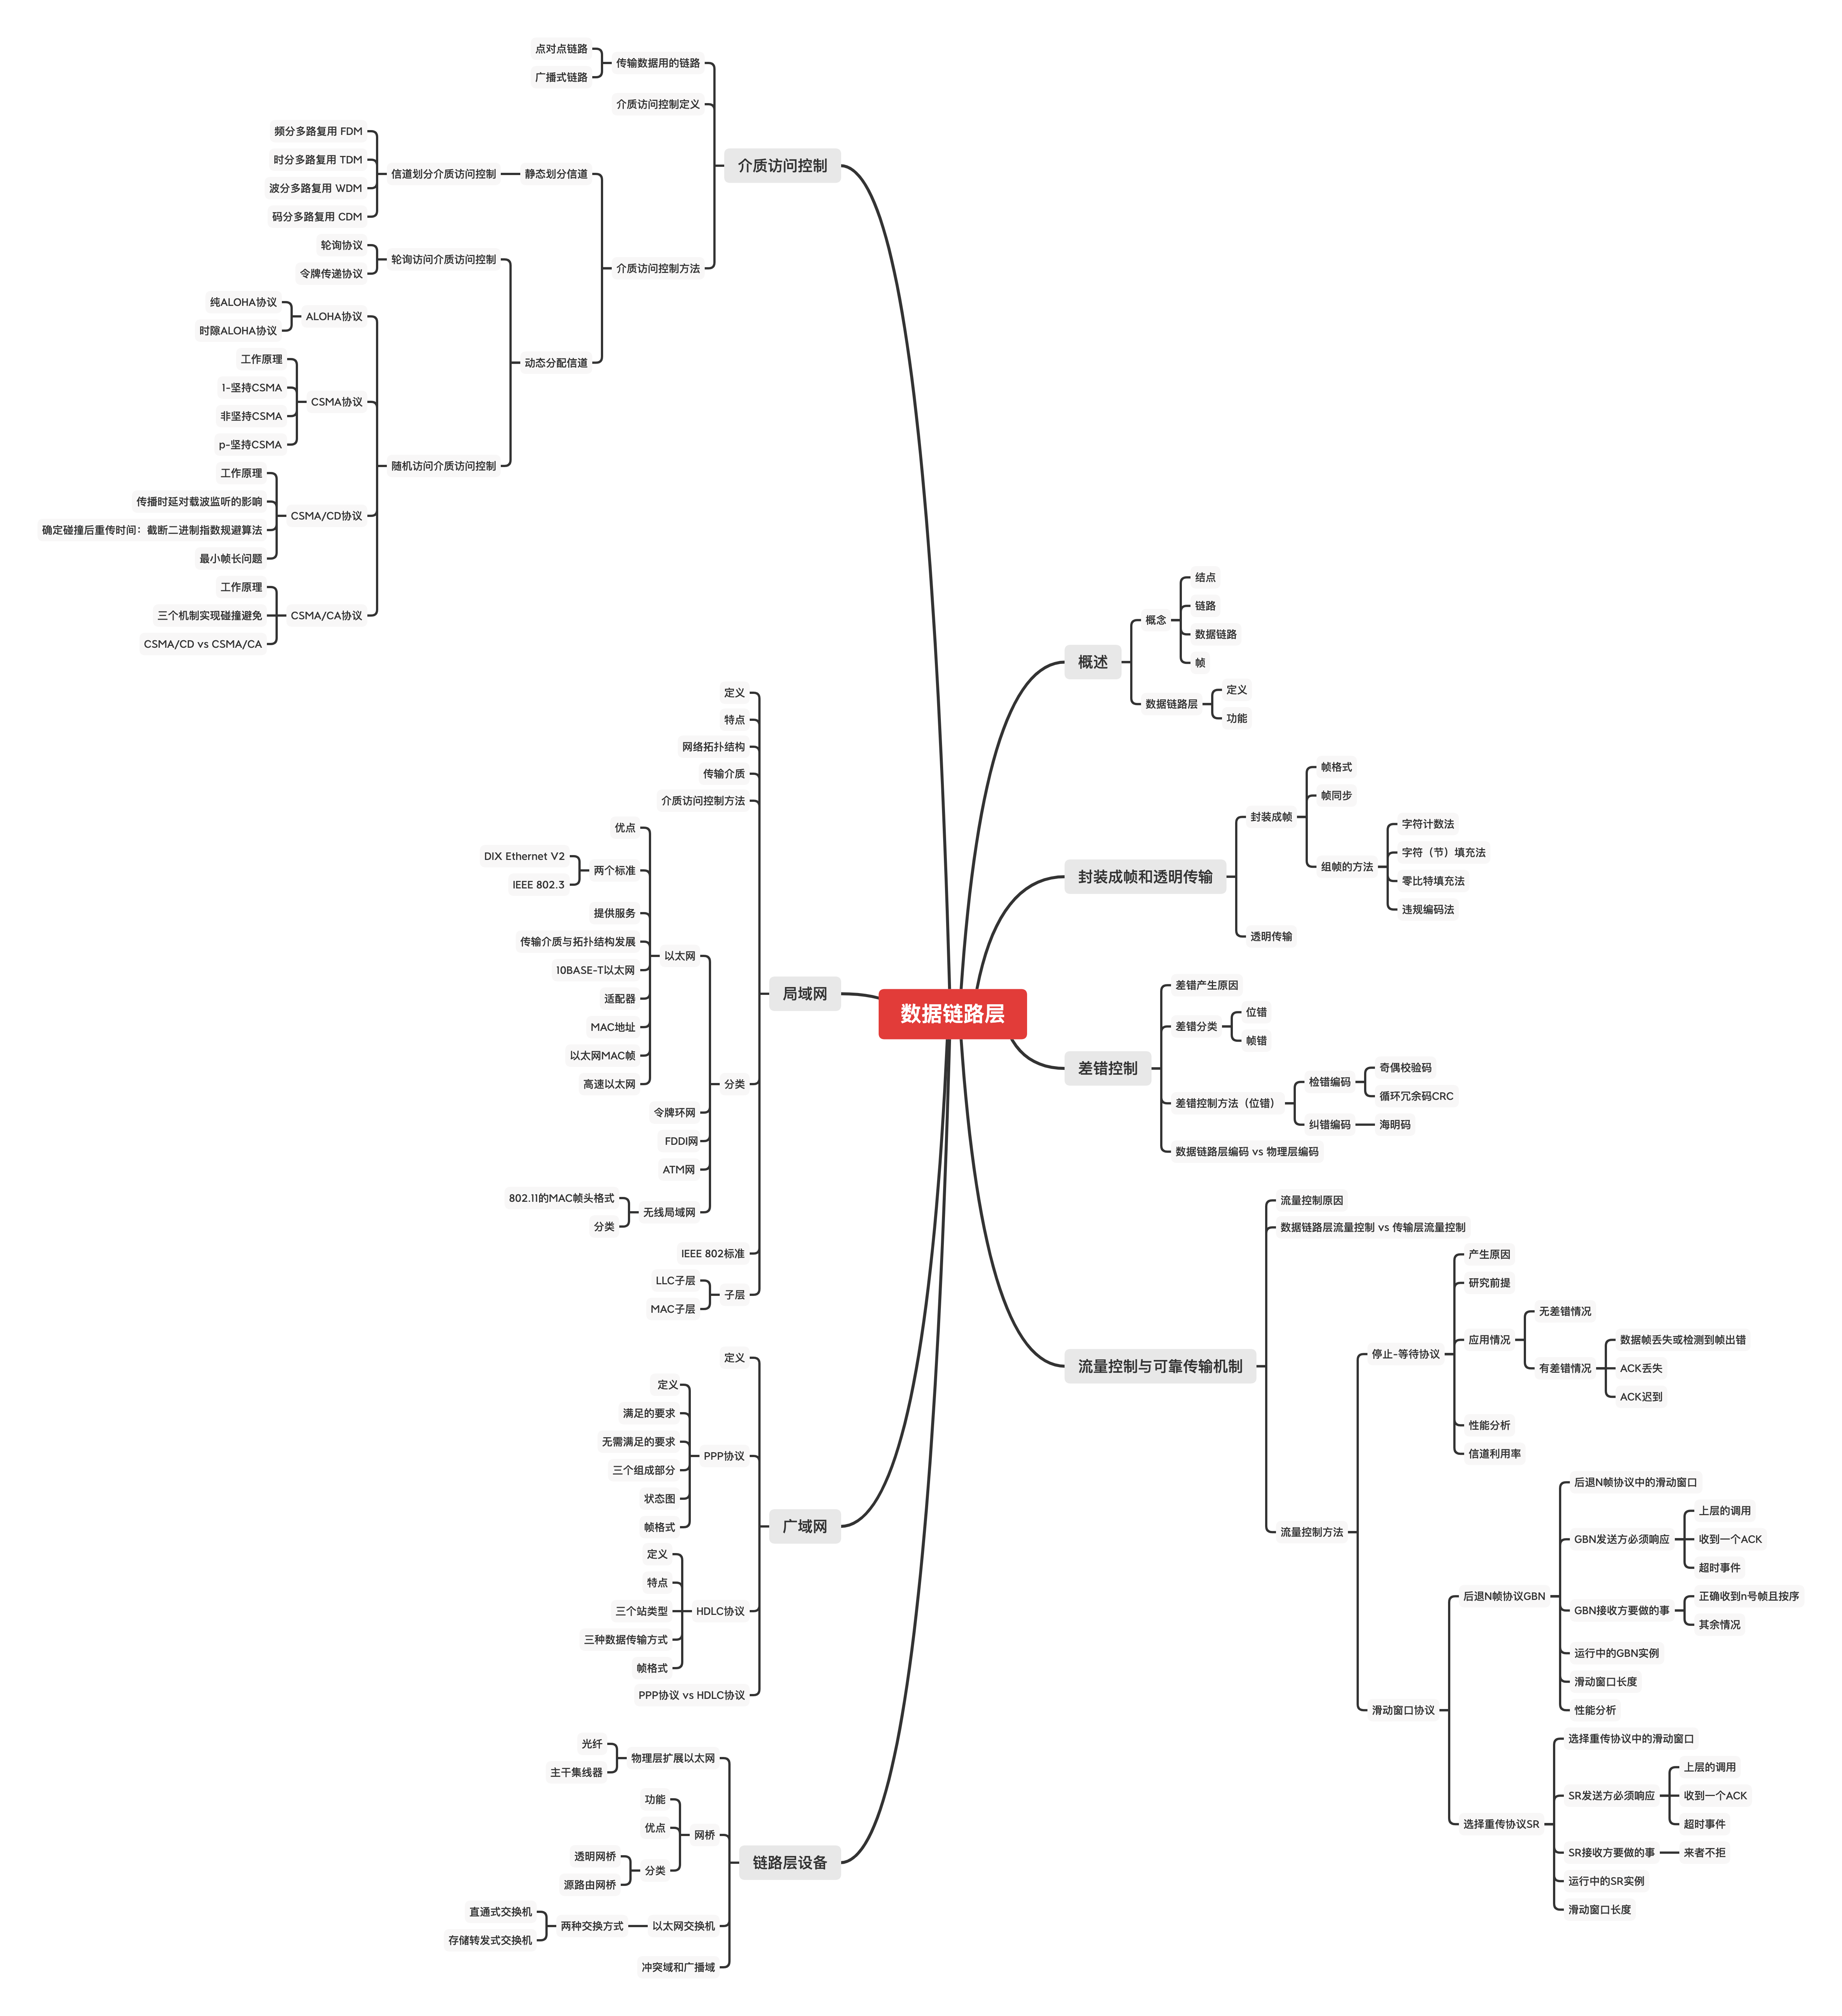 数据链路层
概述
概念
结点
链路
数据链路
帧
数据链路层
定义
功能
封装成帧和透明传输
封装成帧
帧格式
帧同步
组帧的方法
字符计数法
字符（节）填充法
零比特填充法
违规编码法
透明传输
差错控制
差错产生原因
差错分类
位错
帧错
差错控制方法（位错）
检错编码
奇偶校验码
循环冗余码CRC
纠错编码
海明码
数据链路层编码 vs 物理层编码
流量控制与可靠传输机制
流量控制原因
数据链路层流量控制 vs 传输层流量控制
流量控制方法
停止-等待协议
产生原因
研究前提
应用情况
无差错情况
有差错情况
数据帧丢失或检测到帧出错
ACK丢失
ACK迟到
性能分析
信道利用率
滑动窗口协议
后退N帧协议GBN
后退N帧协议中的滑动窗口
GBN发送方必须响应
上层的调用
收到一个ACK
超时事件
GBN接收方要做的事
正确收到n号帧且按序
其余情况
运行中的GBN实例
滑动窗口长度
性能分析
选择重传协议SR
选择重传协议中的滑动窗口
SR发送方必须响应
上层的调用
收到一个ACK
超时事件
SR接收方要做的事
来者不拒
运行中的SR实例
滑动窗口长度
介质访问控制
传输数据用的链路
点对点链路
广播式链路
介质访问控制定义
介质访问控制方法
静态划分信道
信道划分介质访问控制
频分多路复用 FDM
时分多路复用 TDM
波分多路复用 WDM
码分多路复用 CDM
动态分配信道
轮询访问介质访问控制
轮询协议
令牌传递协议
随机访问介质访问控制
ALOHA协议
纯ALOHA协议
时隙ALOHA协议
CSMA协议
工作原理
1-坚持CSMA
非坚持CSMA
p-坚持CSMA
CSMA/CD协议
工作原理
传播时延对载波监听的影响
确定碰撞后重传时间：截断二进制指数规避算法
最小帧长问题
CSMA/CA协议
工作原理
三个机制实现碰撞避免
CSMA/CD vs CSMA/CA
局域网
定义
特点
网络拓扑结构
传输介质
介质访问控制方法
分类
以太网
优点
两个标准
DIX Ethernet V2
IEEE 802.3
提供服务
传输介质与拓扑结构发展
10BASE-T以太网
适配器
MAC地址
以太网MAC帧
高速以太网
令牌环网
FDDI网
ATM网
无线局域网
802.11的MAC帧头格式
分类
IEEE 802标准
子层
LLC子层
MAC子层
广域网
定义
PPP协议
定义
满足的要求
无需满足的要求
三个组成部分
状态图
帧格式
HDLC协议
定义
特点
三个站类型
三种数据传输方式
帧格式
PPP协议 vs HDLC协议
链路层设备
物理层扩展以太网
光纤
主干集线器
网桥
功能
优点
分类
透明网桥
源路由网桥
以太网交换机
两种交换方式
直通式交换机
存储转发式交换机
冲突域和广播域